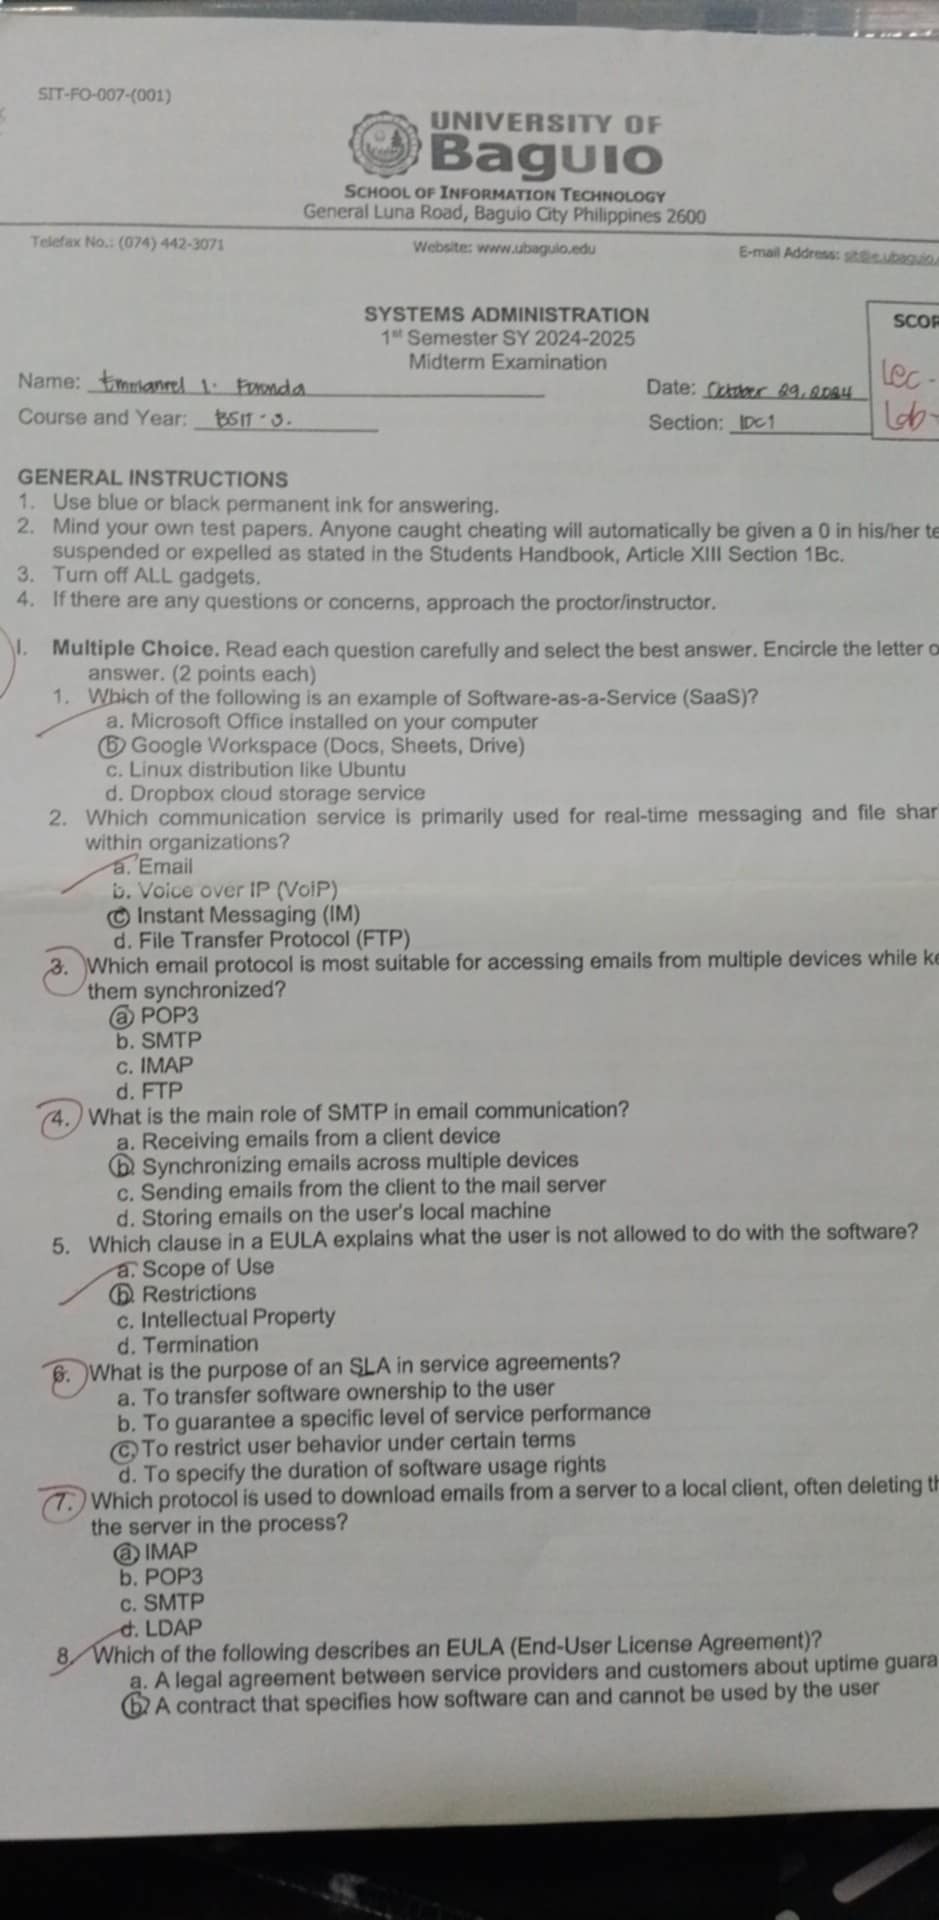 SIT-FO-007-(001)
UNIVERSITY OF
Baguio
SCHOOL OF INFORMATION TECHNOLOGY
General Luna Road, Baguio City Philippines 2600
Telefax No.: (074) 442-3071 Website: www.ubaguio.edu E-mail Address: sit@e.ubaguio.
SYSTEMS ADMINISTRATION
1st Semester SY 2024-2025
Midterm Examination
SCOR
Lec -
Lab -
Name: Emmanuel I. Foronda
Date: October 29, 2024
Course and Year: BSIT - 3.
Section: IDC1
GENERAL INSTRUCTIONS
1. Use blue or black permanent ink for answering.
2. Mind your own test papers. Anyone caught cheating will automatically be given a 0 in his/her te
suspended or expelled as stated in the Students Handbook, Article XIII Section 1Bc.
3. Turn off ALL gadgets.
4. If there are any questions or concerns, approach the proctor/instructor.
I. Multiple Choice. Read each question carefully and select the best answer. Encircle the letter o
answer. (2 points each)
1. Which of the following is an example of Software-as-a-Service (SaaS)?
a. Microsoft Office installed on your computer
b. Google Workspace (Docs, Sheets, Drive)
c. Linux distribution like Ubuntu
d. Dropbox cloud storage service
2. Which communication service is primarily used for real-time messaging and file shar
within organizations?
a. Email
b. Voice over IP (VoIP)
c. Instant Messaging (IM)
d. File Transfer Protocol (FTP)
3. Which email protocol is most suitable for accessing emails from multiple devices while ke
them synchronized?
a. POP3
b. SMTP
c. IMAP
d. FTP
4. What is the main role of SMTP in email communication?
a. Receiving emails from a client device
b. Synchronizing emails across multiple devices
c. Sending emails from the client to the mail server
d. Storing emails on the user's local machine
5. Which clause in a EULA explains what the user is not allowed to do with the software?
a. Scope of Use
b. Restrictions
c. Intellectual Property
d. Termination
6. What is the purpose of an SLA in service agreements?
a. To transfer software ownership to the user
b. To guarantee a specific level of service performance
c. To restrict user behavior under certain terms
d. To specify the duration of software usage rights
7. Which protocol is used to download emails from a server to a local client, often deleting th
the server in the process?
a. IMAP
b. POP3
c. SMTP
d. LDAP
8. Which of the following describes an EULA (End-User License Agreement)?
a. A legal agreement between service providers and customers about uptime guara
b. A contract that specifies how software can and cannot be used by the user